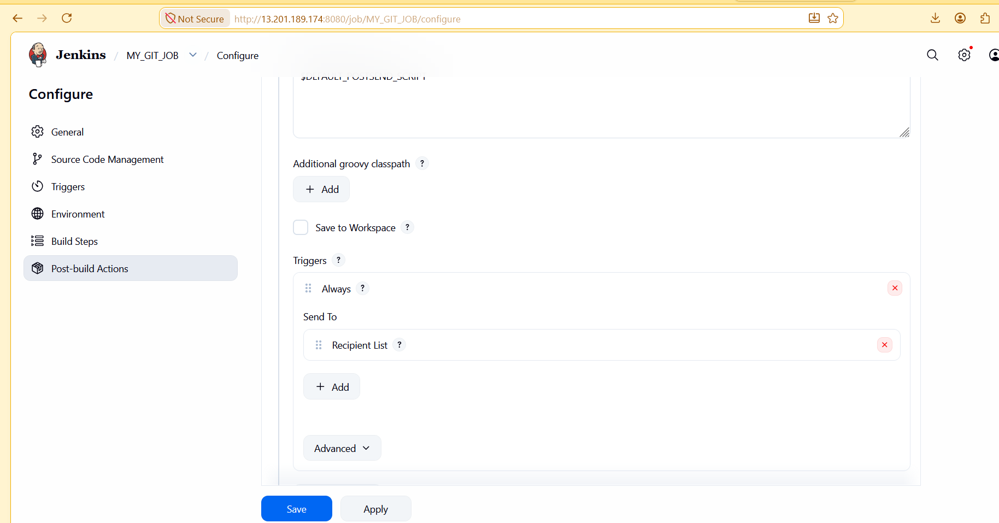 Not Secure
http://13.201.189.174:8080/job/MY_GIT_JOB/configure
Jenkins / MY_GIT_JOB / Configure
Configure
General
Source Code Management
Triggers
Environment
Build Steps
Post-build Actions
$DEFAULT_POSTSEND_SCRIPT
Additional groovy classpath ?
+ Add
Save to Workspace ?
Triggers ?
Always ?
Send To
Recipient List ?
+ Add
Advanced
Save
Apply